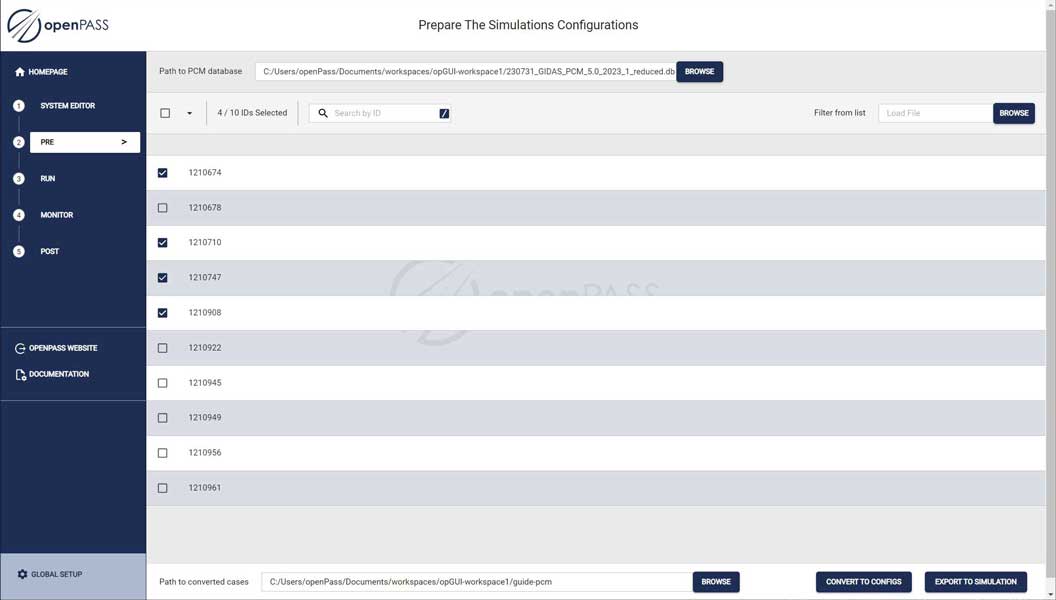 openPASS
Prepare The Simulations Configurations
HOMEPAGE
1 SYSTEM EDITOR
2 PRE >
3 RUN
4 MONITOR
5 POST
OPENPASS WEBSITE
DOCUMENTATION
GLOBAL SETUP
Path to PCM database C:/Users/openPass/Documents/workspaces/opGUI-workspace1/230731_GIDAS_PCM_5.0_2023_1_reduced.db BROWSE
4 / 10 IDs Selected Search by ID / Filter from list Load File BROWSE
1210674
1210678
1210710
1210747
1210908
1210922
1210945
1210949
1210956
1210961
openPASS
Path to converted cases C:/Users/openPass/Documents/workspaces/opGUI-workspace1/guide-pcm BROWSE CONVERT TO CONFIGS EXPORT TO SIMULATION